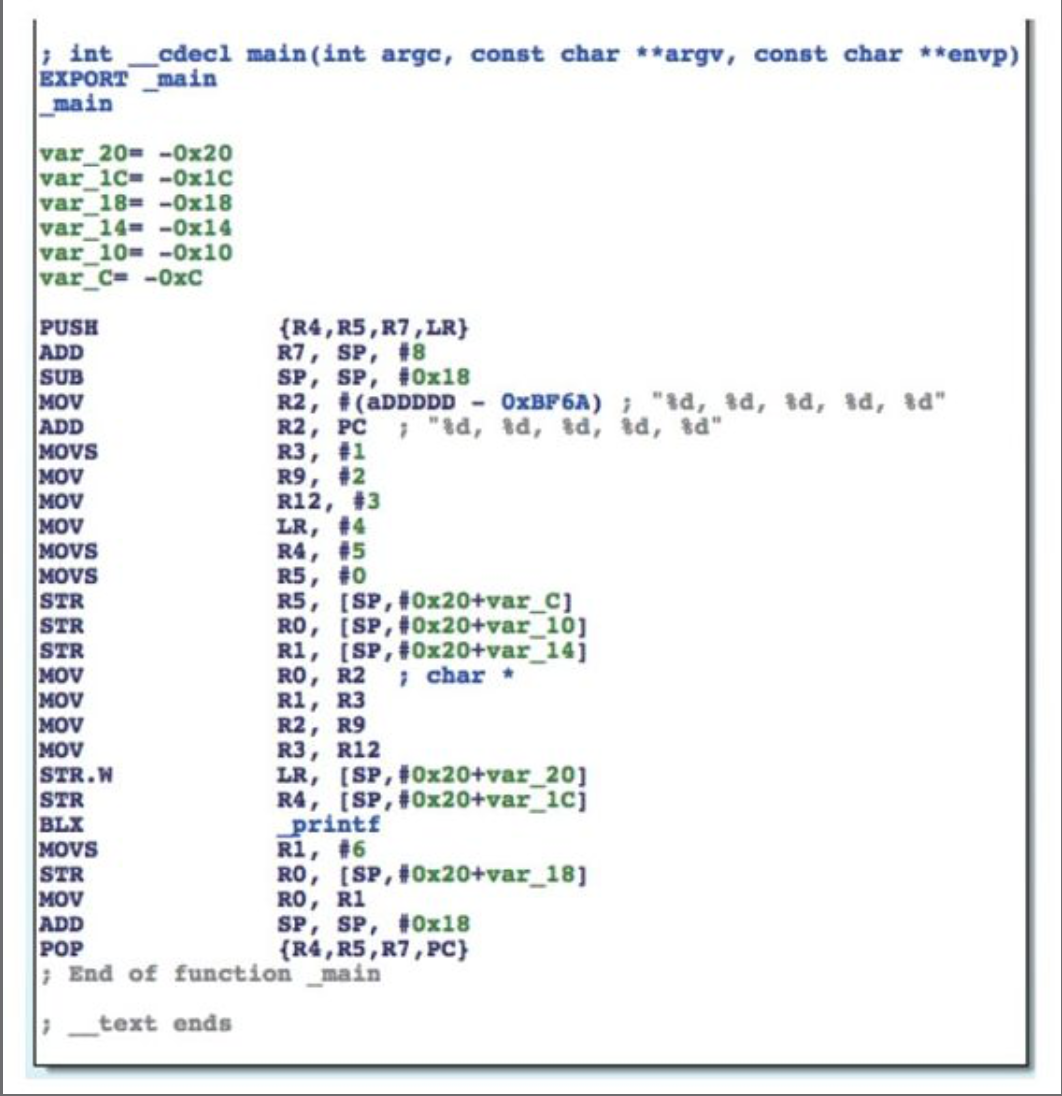 ; int __cdecl main(int argc, const char **argv, const char **envp)
EXPORT _main
_main
var_20= -0x20
var_1C= -0x1C
var_18= -0x18
var_14= -0x14
var_10= -0x10
var_C= -0xC
PUSH {R4,R5,R7,LR}
ADD R7, SP, #8
SUB SP, SP, #0x18
MOV R2, #(aDDDDD - 0xBF6A) ; "%d, %d, %d, %d, %d"
ADD R2, PC ; "%d, %d, %d, %d, %d"
MOVS R3, #1
MOV R9, #2
MOV R12, #3
MOV LR, #4
MOVS R4, #5
MOVS R5, #0
STR R5, [SP,#0x20+var_C]
STR R0, [SP,#0x20+var_10]
STR R1, [SP,#0x20+var_14]
MOV R0, R2 ; char *
MOV R1, R3
MOV R2, R9
MOV R3, R12
STR.W LR, [SP,#0x20+var_20]
STR R4, [SP,#0x20+var_1C]
BLX _printf
MOVS R1, #6
STR R0, [SP,#0x20+var_18]
MOV R0, R1
ADD SP, SP, #0x18
POP {R4,R5,R7,PC}
; End of function _main
; __text ends